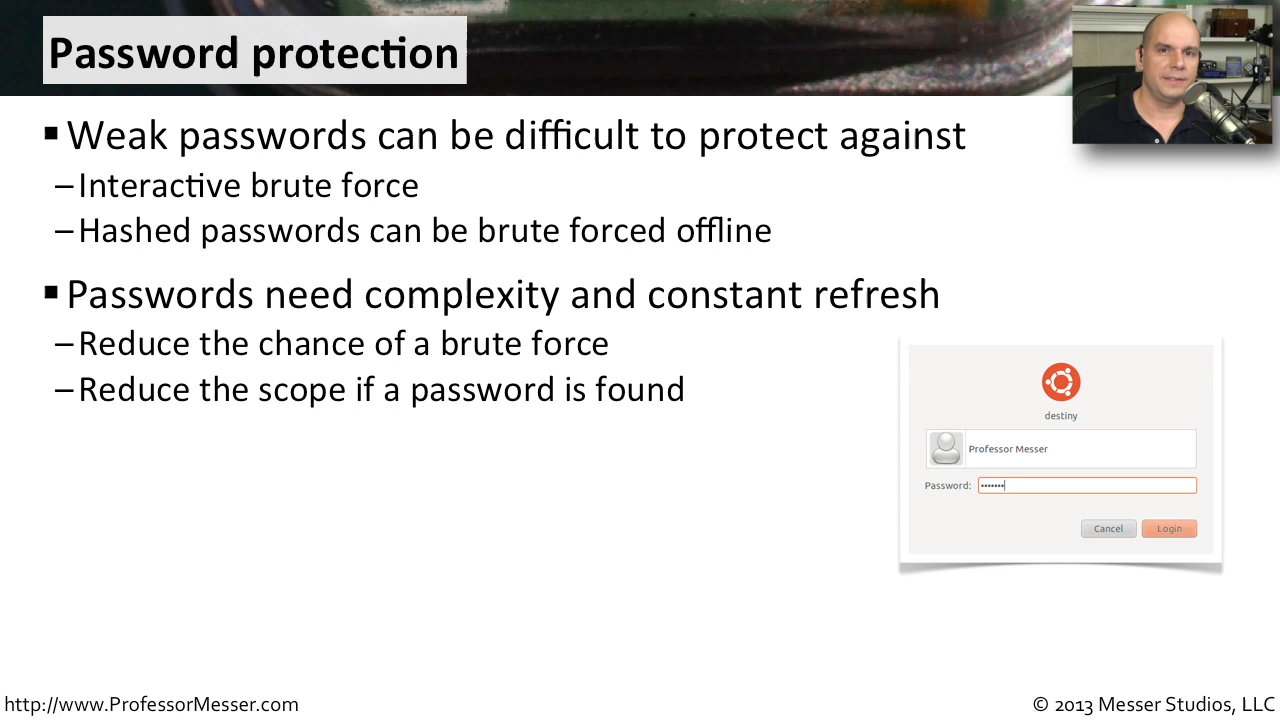 Password protection
▪ Weak passwords can be difficult to protect against
– Interactive brute force
– Hashed passwords can be brute forced offline
▪ Passwords need complexity and constant refresh
– Reduce the chance of a brute force
– Reduce the scope if a password is found
destiny
Professor Messer
Password: •••••••
Cancel Login
http://www.ProfessorMesser.com
© 2013 Messer Studios, LLC